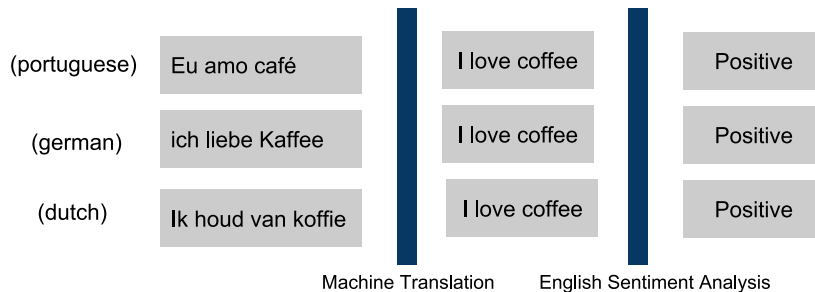 (portuguese) Eu amo café I love coffee Positive
(german) ich liebe Kaffee I love coffee Positive
(dutch) Ik houd van koffie I love coffee Positive
Machine Translation English Sentiment Analysis